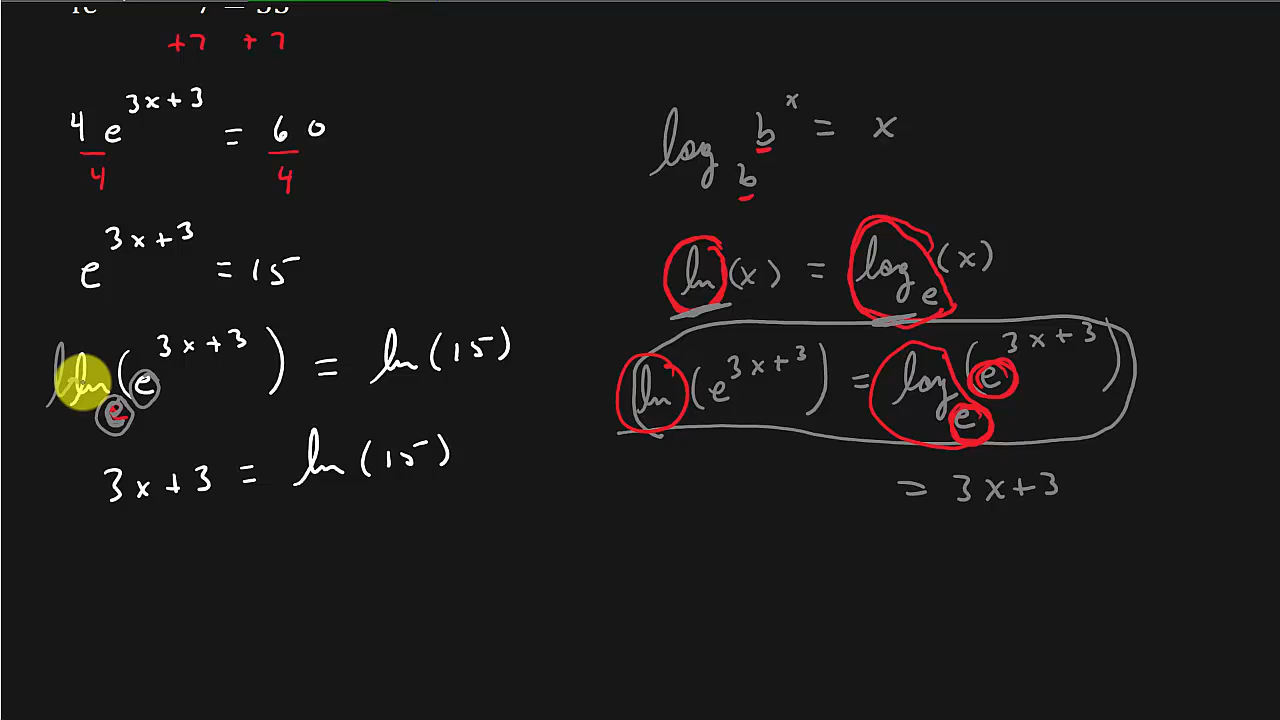 +7 +7
4e^{3x+3} = 60
4 4
e^{3x+3} = 15
ln(e^{3x+3}) = ln(15)
e
3x+3 = ln(15)
log_b b^x = x
ln(x) = log_e(x)
ln(e^{3x+3}) = log_e(e^{3x+3})
= 3x+3